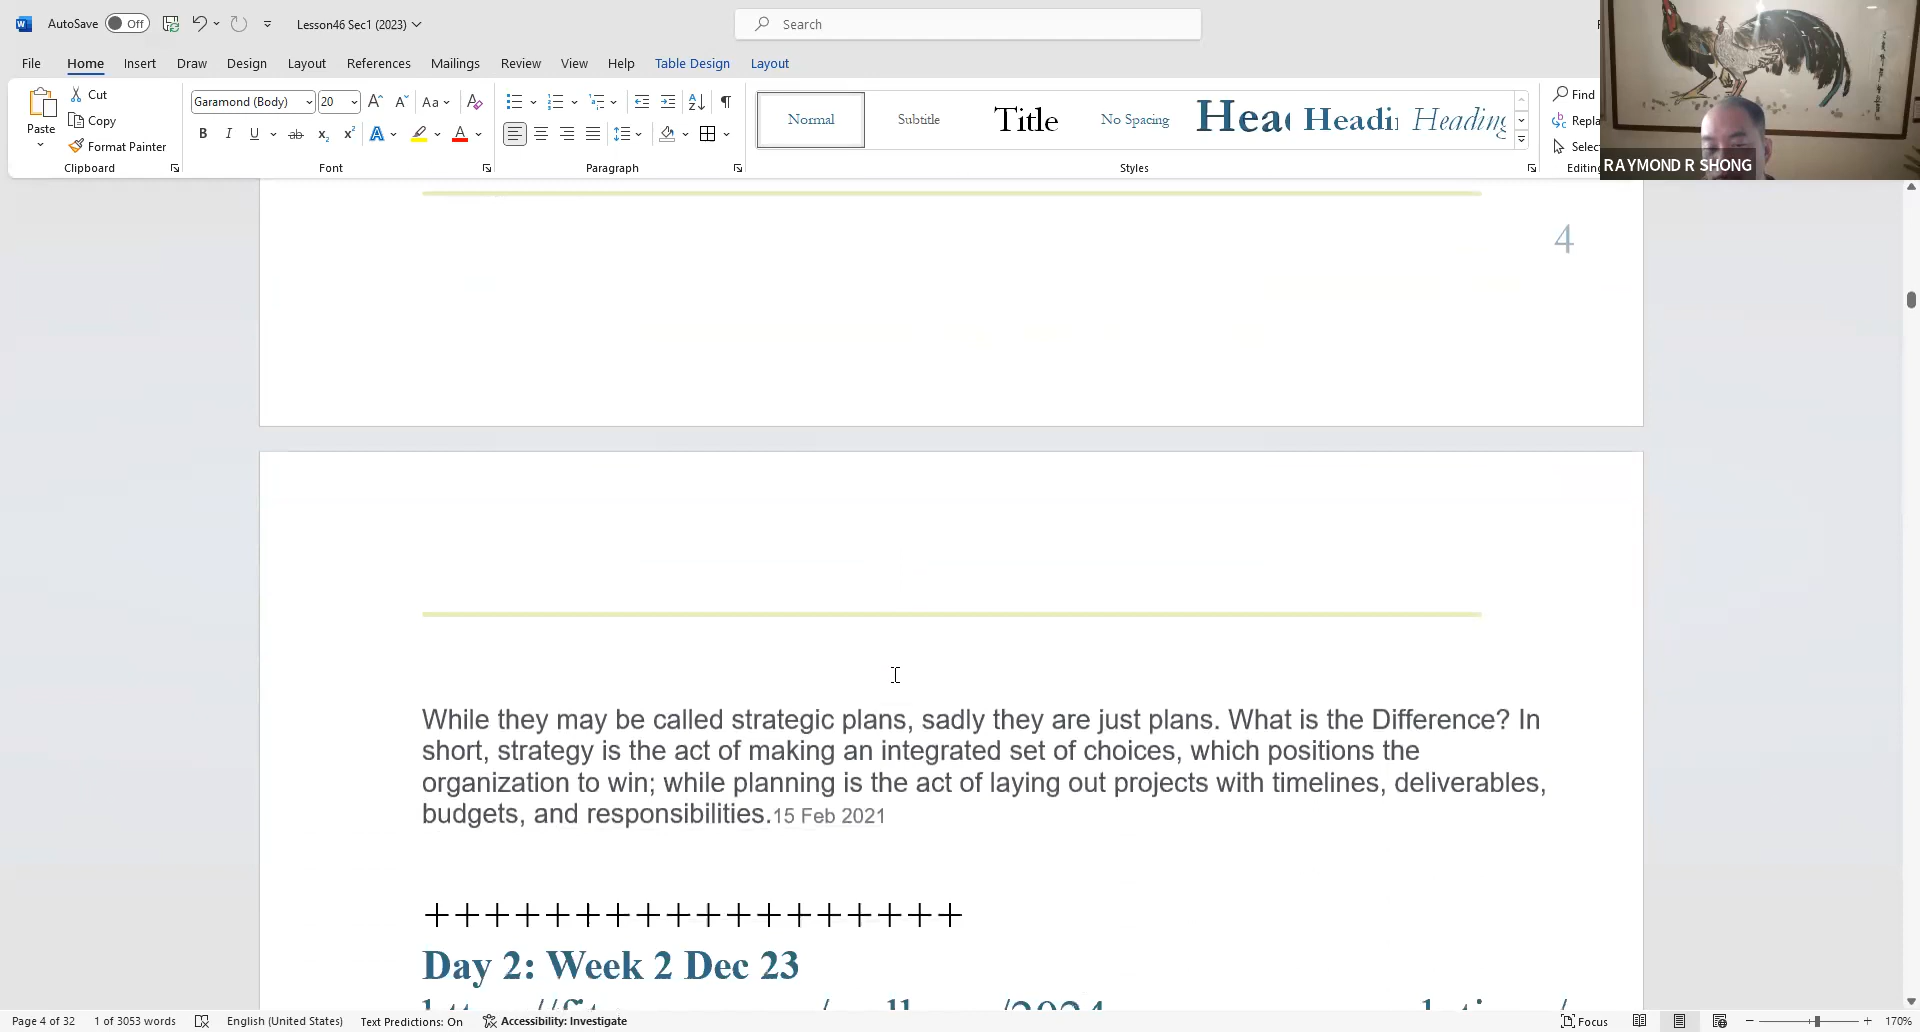 AutoSave Off Lesson46 Sec1 (2023) Search
File Home Insert Draw Design Layout References Mailings Review View Help Table Design Layout
Paste Cut Copy Format Painter
Garamond (Body) 20 Aa
B I U ab x₂ x² A A A
Normal Subtitle Title No Spacing Heading
Find
Clipboard Font Paragraph Styles Editing
RAYMOND R SHONG
4
While they may be called strategic plans, sadly they are just plans. What is the Difference? In
short, strategy is the act of making an integrated set of choices, which positions the
organization to win; while planning is the act of laying out projects with timelines, deliverables,
budgets, and responsibilities.15 Feb 2021
++++++++++++++++++
Day 2: Week 2 Dec 23
Page 4 of 32 1 of 3053 words English (United States) Text Predictions: On Accessibility: Investigate Focus 170%